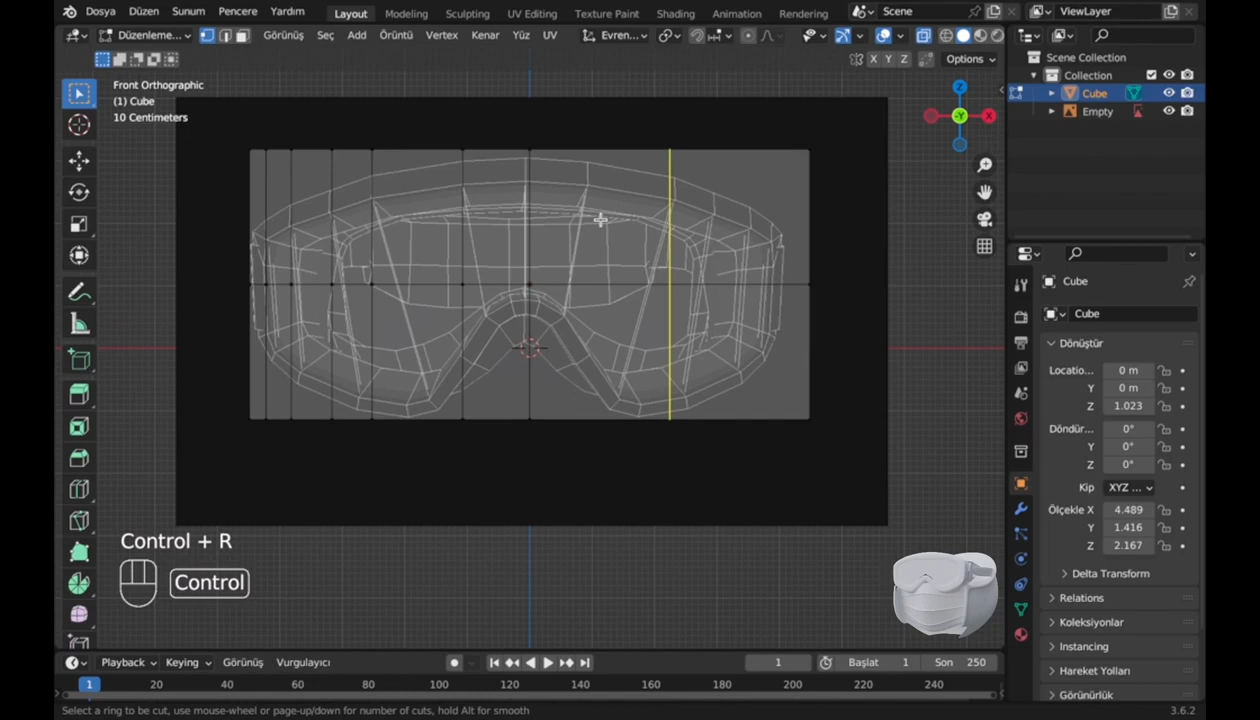 Dosya Düzen Sunum Pencere Yardım Layout Modeling Sculpting UV Editing Texture Paint Shading Animation Rendering Scene ViewLayer
Düzenleme... Görünüş Seç Add Örüntü Vertex Kenar Yüz UV Evren...
X Y Z Options
Front Orthographic
(1) Cube
10 Centimeters
Z
-Y
X
Scene Collection
Collection
Cube
Empty
Cube
Cube
Dönüştür
Locatio... 0 m
Y 0 m
Z 1.023
Döndür... 0°
Y 0°
Z 0°
Kip XYZ ...
Ölçekle X 4.489
Y 1.416
Z 2.167
Delta Transform
Relations
Koleksiyonlar
Instancing
Hareket Yolları
Görünürlük
Control + R
Control
Playback Keying Görünüş Vurgulayıcı 1 Başlat 1 Son 250
1 20 40 60 80 100 120 140 160 180 200 220 240
Select a ring to be cut, use mouse-wheel or page-up/down for number of cuts, hold Alt for smooth
3.6.2